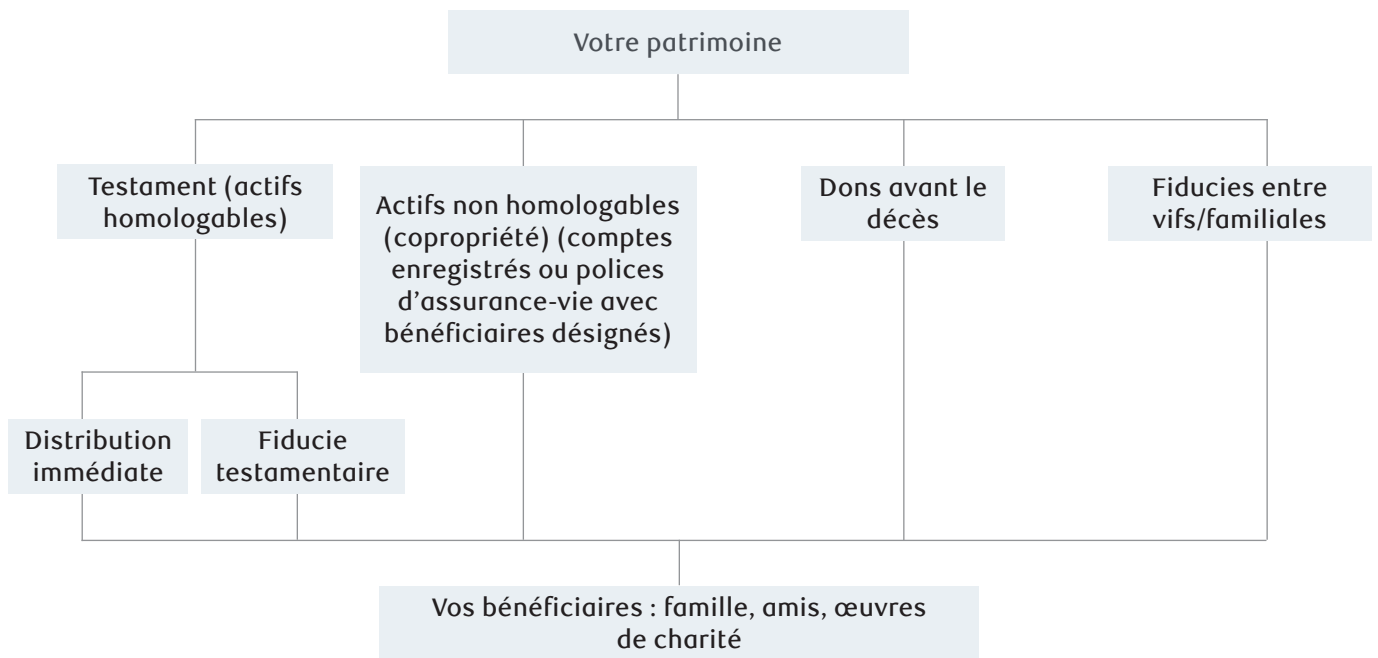 Votre patrimoine
Testament (actifs
homologables)
Actifs non homologables
(copropriété) (comptes
enregistrés ou polices
d’assurance-vie avec
bénéficiaires désignés)
Dons avant le
décès
Fiducies entre
vifs/familiales
Distribution
immédiate
Fiducie
testamentaire
Vos bénéficiaires : famille, amis, œuvres
de charité